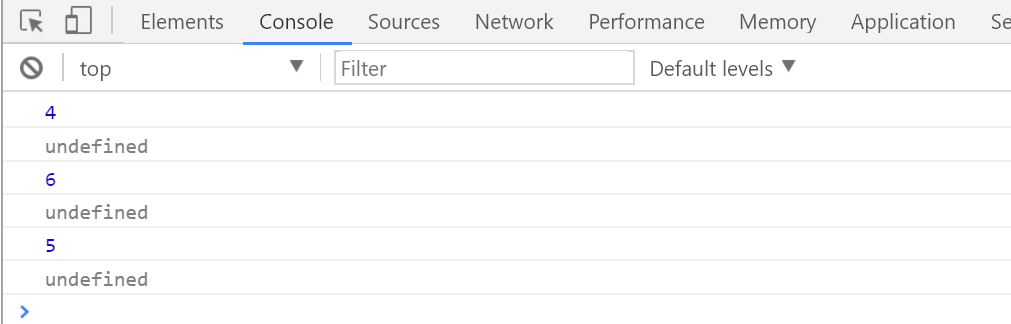 Elements Console Sources Network Performance Memory Application Se
top Filter Default levels
4
undefined
6
undefined
5
undefined